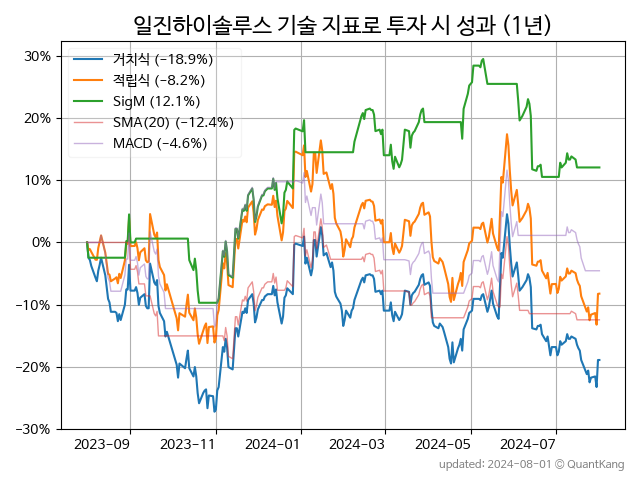 일진하이솔루스 기술 지표로 투자 시 성과 (1년)
30%
20%
10%
0%
−10%
−20%
−30%
거치식 (−18.9%)
적립식 (−8.2%)
SigM (12.1%)
SMA(20) (−12.4%)
MACD (−4.6%)
2023−09 2023−11 2024−01 2024−03 2024−05 2024−07
updated: 2024−08−01 © QuantKang